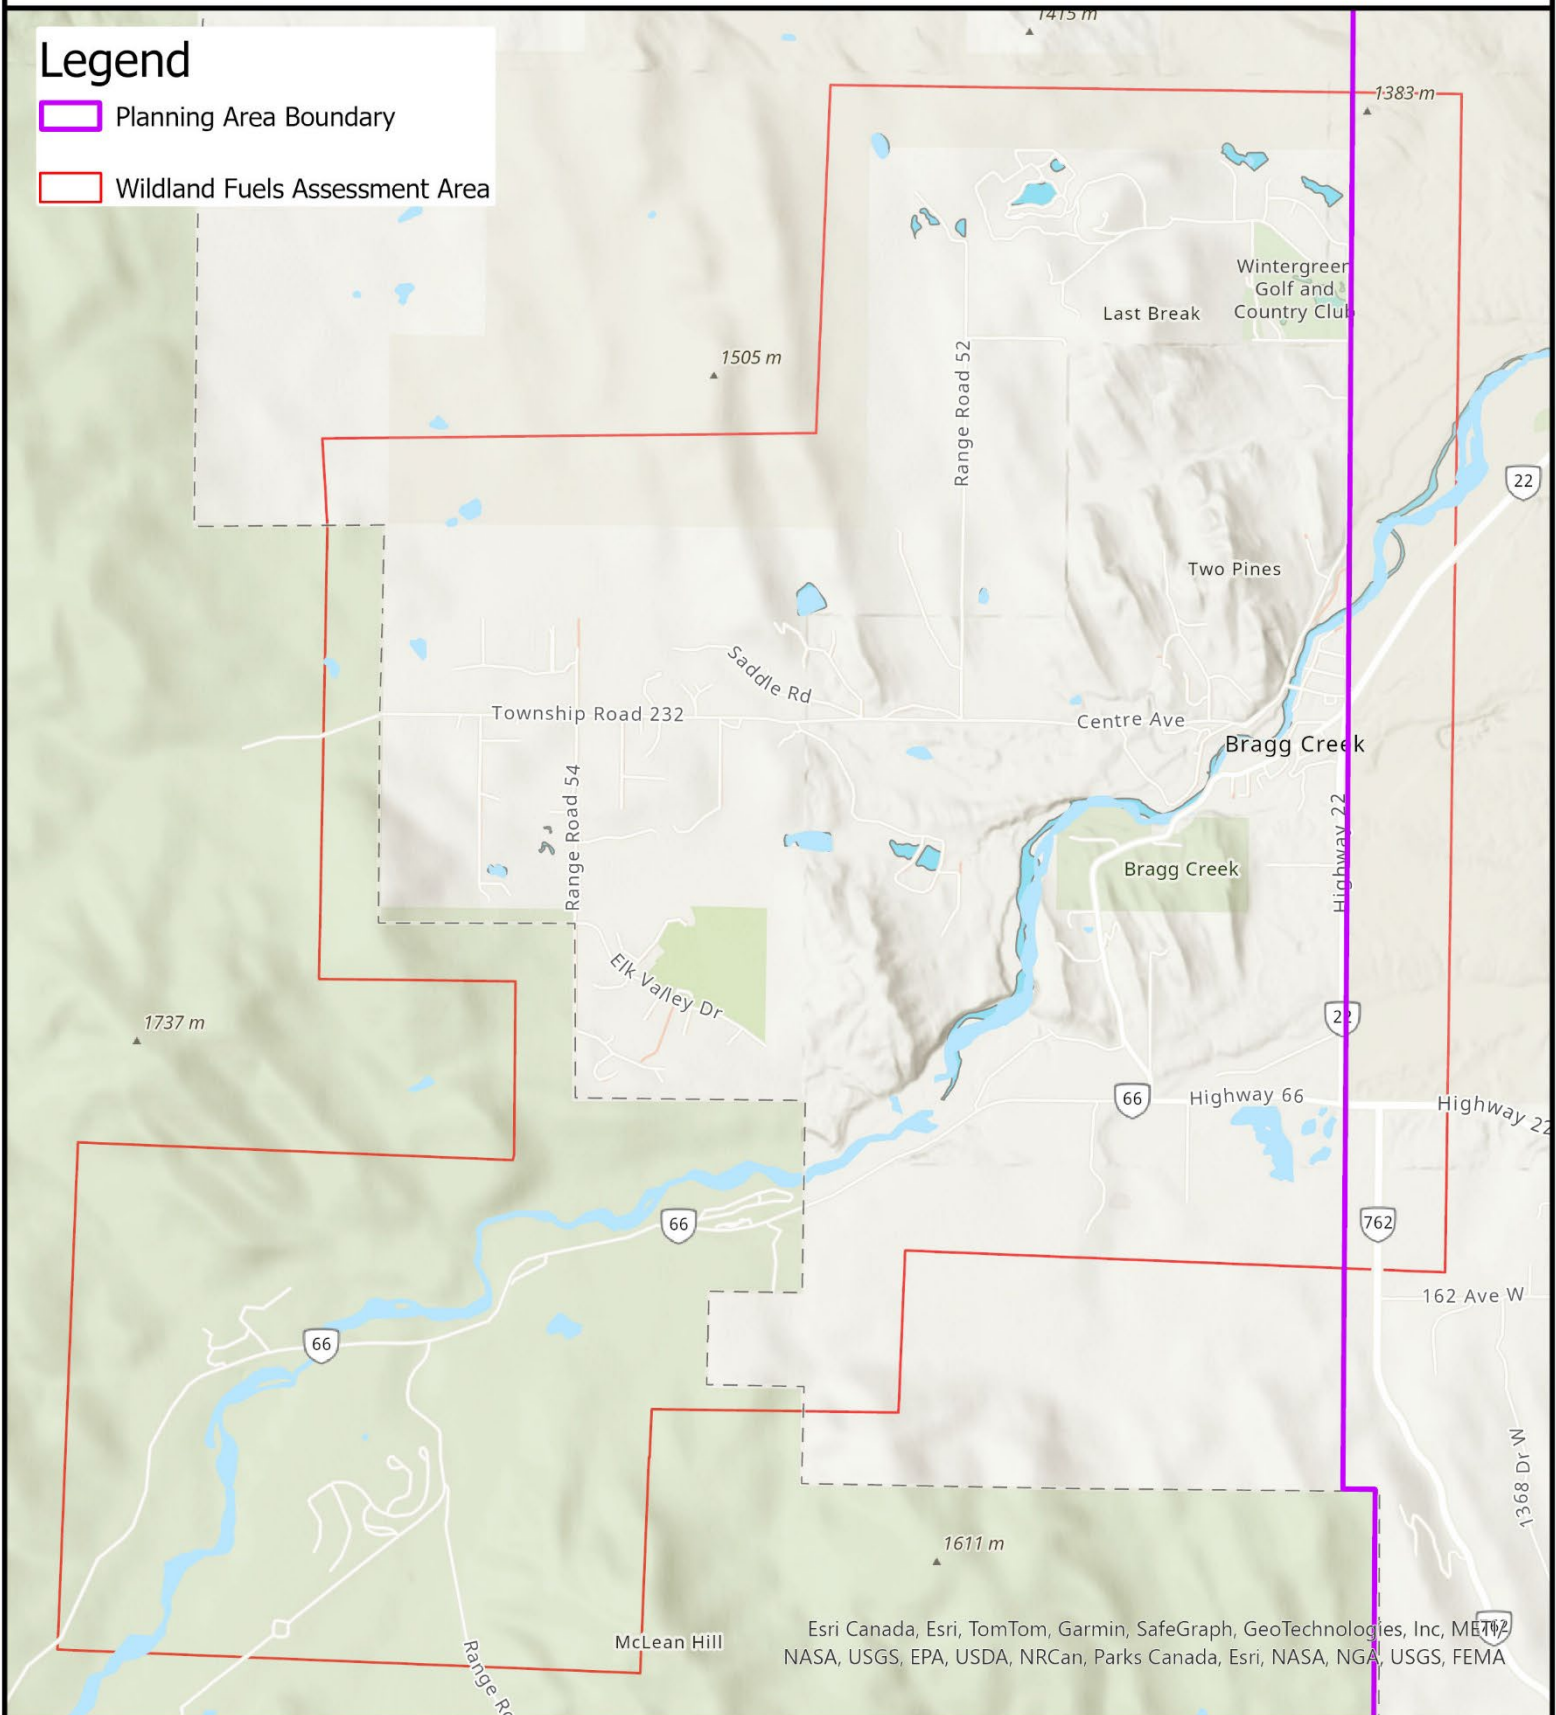 1415 m
Legend
Planning Area Boundary
Wildland Fuels Assessment Area
1383 m
Wintergreen
Golf and
Country Club
Last Break
1505 m
Range Road 52
22
Two Pines
Saddle Rd
Township Road 232
Centre Ave
Bragg Creek
Range Road 54
Highway 22
Bragg Creek
Elk Valley Dr
1737 m
22
66
Highway 66
Highway 22
66
762
162 Ave W
66
1368 Dr W
1611 m
McLean Hill
Esri Canada, Esri, TomTom, Garmin, SafeGraph, GeoTechnologies, Inc, METI/
762
NASA, USGS, EPA, USDA, NRCan, Parks Canada, Esri, NASA, NGA, USGS, FEMA
Range Ro